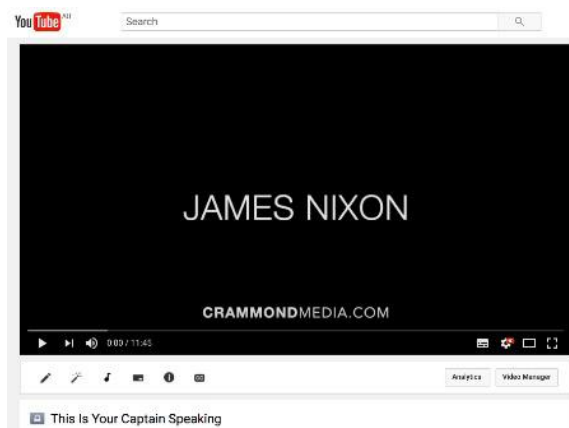 You Tube AU
Search
JAMES NIXON
CRAMMONDMEDIA.COM
0:00 / 11:45
Analytics
Video Manager
This Is Your Captain Speaking